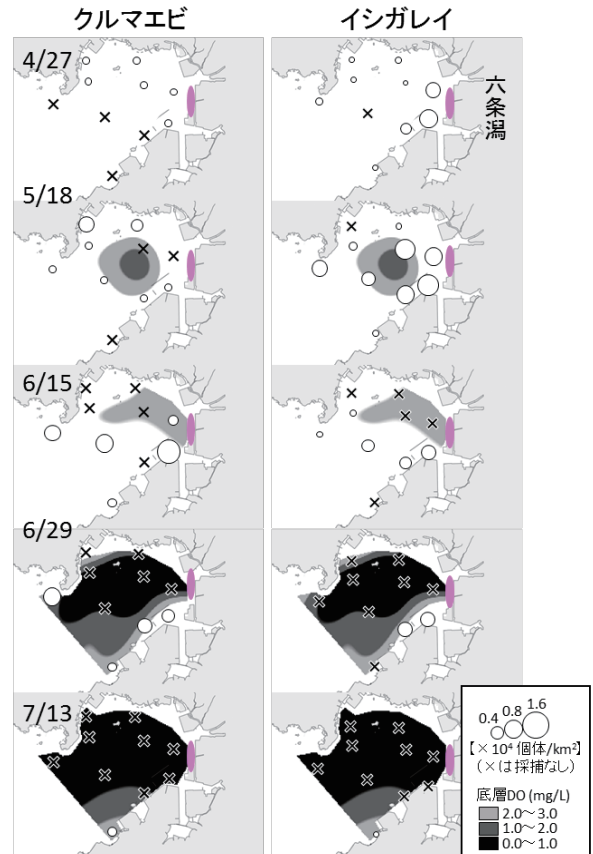 クルマエビ
イシガレイ
4/27
六条潟
5/18
6/15
6/29
7/13
0.4 0.8 1.6
【×10⁴ 個体/km²】
(×は採捕なし)
底層DO (mg/L)
2.0~3.0
1.0~2.0
0.0~1.0